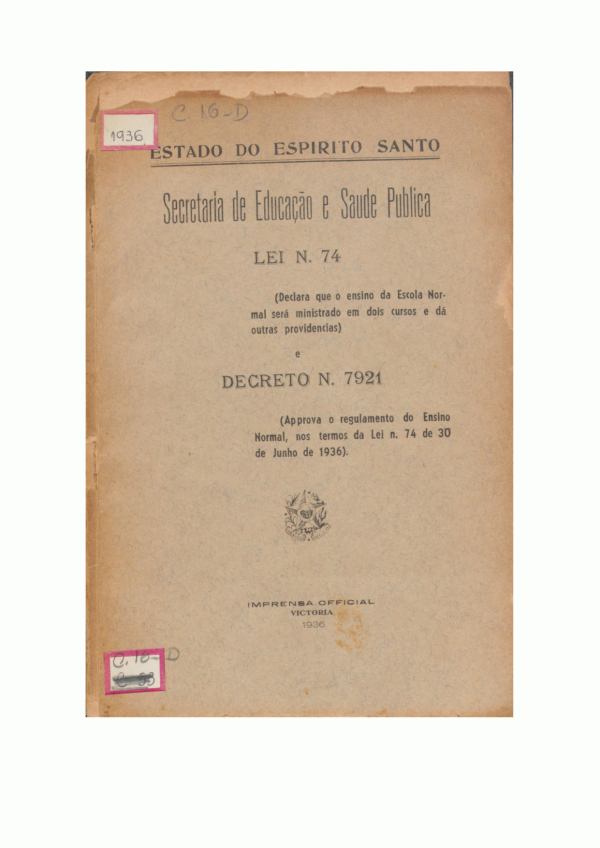 C. 16-D
1936
ESTADO DO ESPIRITO SANTO
Secretaria de Educação e Saude Publica
LEI N. 74
(Declara que o ensino da Escola Nor-
mal será ministrado em dois cursos e dá
outras providencias)
e
DECRETO N. 7921
(Approva o regulamento do Ensino
Normal, nos termos da Lei n. 74 de 30
de Junho de 1936).
IMPRENSA OFFICIAL
VICTORIA
1936
C. 16-D